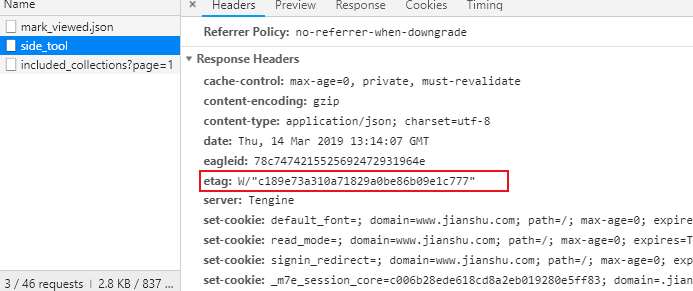 Name
Headers Preview Response Cookies Timing
mark_viewed.json
side_tool
included_collections?page=1
Referrer Policy: no-referrer-when-downgrade
Response Headers
cache-control: max-age=0, private, must-revalidate
content-encoding: gzip
content-type: application/json; charset=utf-8
date: Thu, 14 Mar 2019 13:14:07 GMT
eagleid: 78c7474215525692472931964e
etag: W/"c189e73a310a71829a0be86b09e1c777"
server: Tengine
set-cookie: default_font=; domain=www.jianshu.com; path=/; max-age=0; expire
set-cookie: read_mode=; domain=www.jianshu.com; path=/; max-age=0; expires=T
set-cookie: signin_redirect=; domain=www.jianshu.com; path=/; max-age=0; exp
set-cookie: _m7e_session_core=c006b28ede618cd8a2eb019280e5ff83; domain=.jian
3 / 46 requests | 2.8 KB / 837 ...